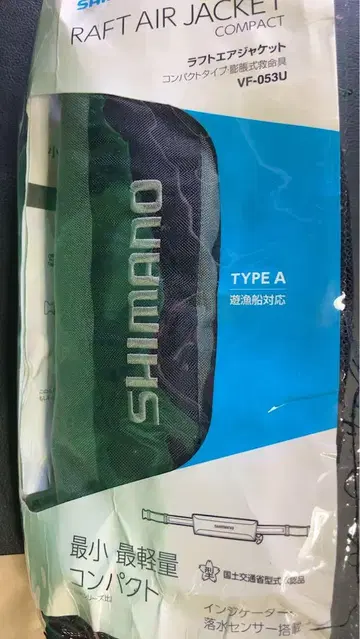 RAFT AIR JACKET
COMPACT
ラフトエアジャケット
コンパクトタイプ・膨脹式救命具
VF-053U
SHIMANO
TYPE A
遊漁船対応
最小 最軽量
コンパクト
国土交通省型式
インジケーター・
落水センサー搭載